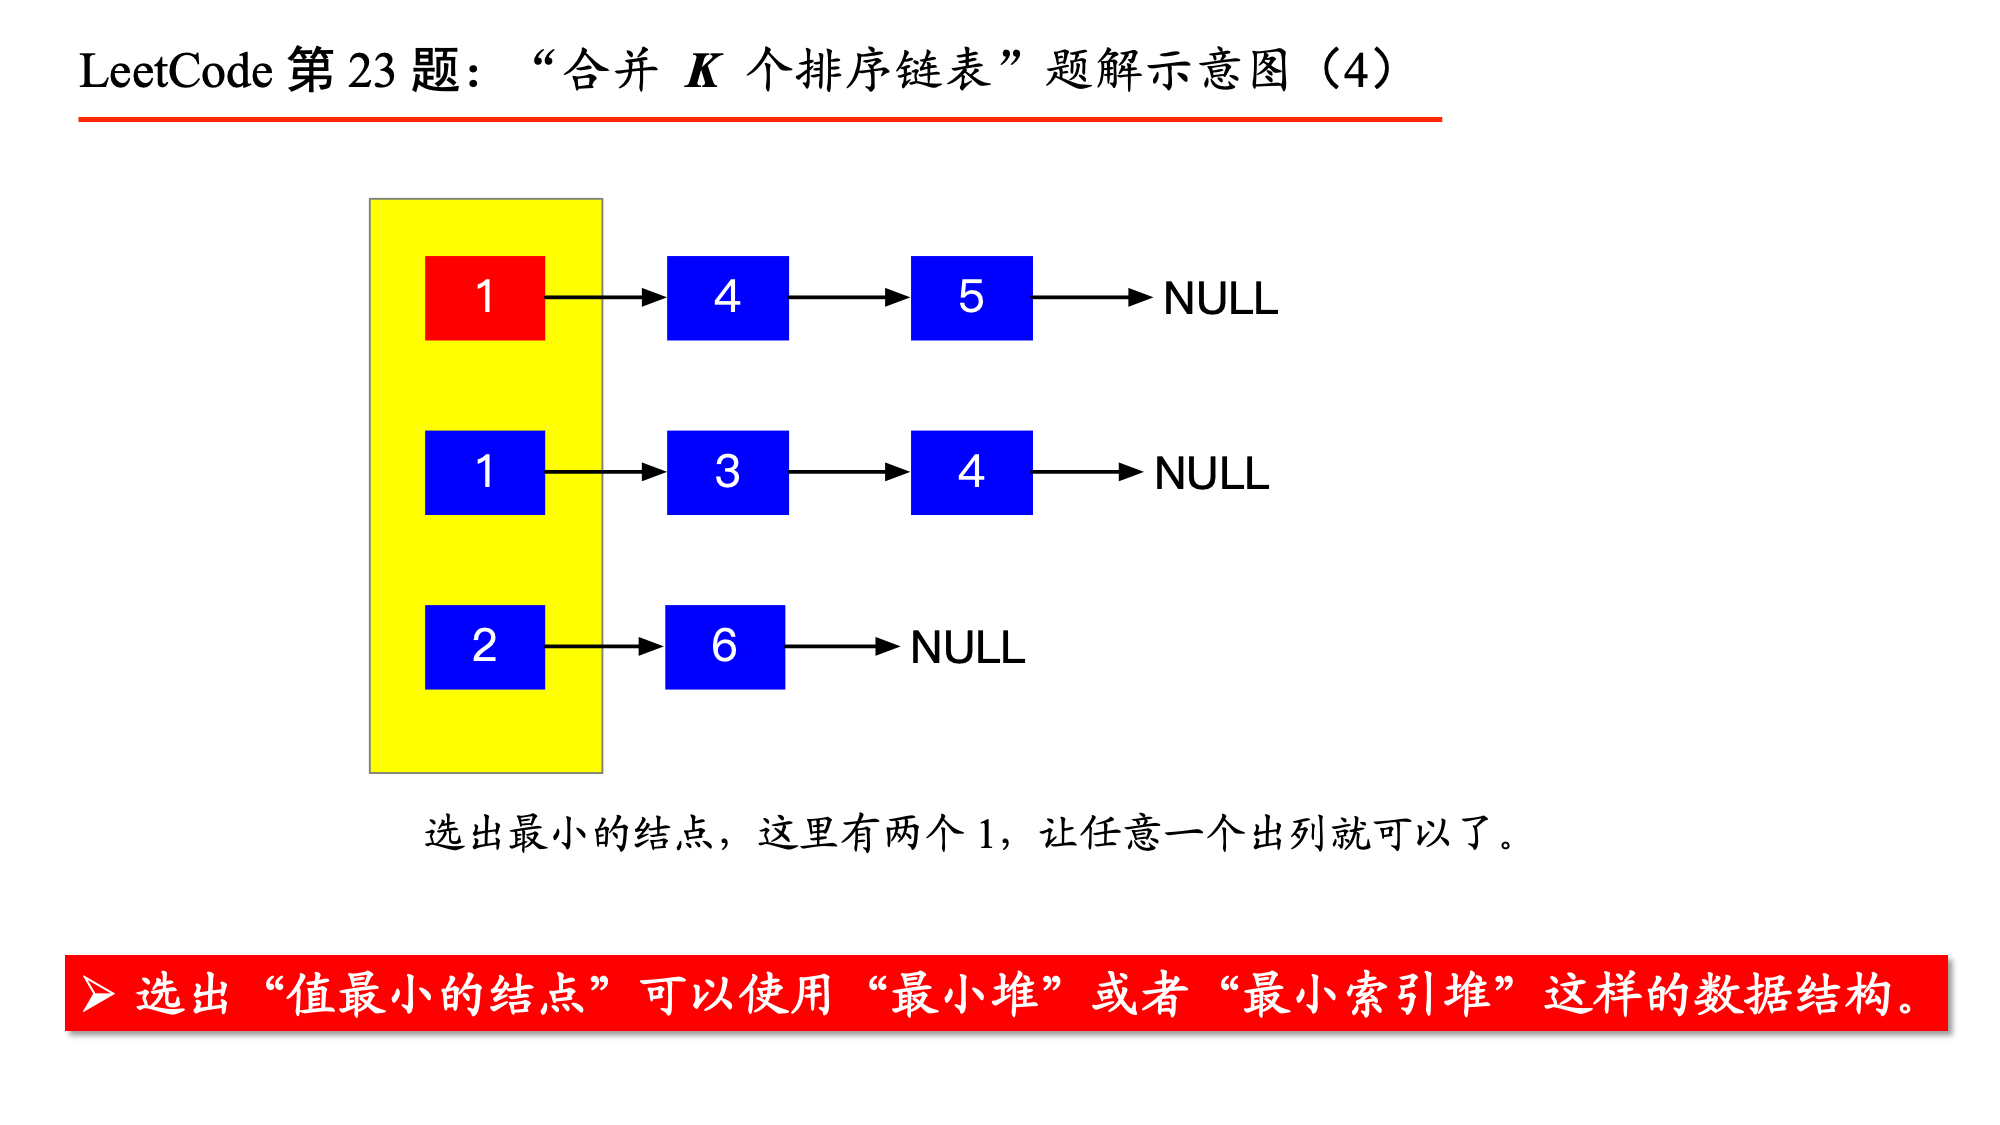 LeetCode 第 23 题：“合并 K 个排序链表”题解示意图（4）
1 4 5 NULL
1 3 4 NULL
2 6 NULL
选出最小的结点，这里有两个 1，让任意一个出列就可以了。
➢ 选出“值最小的结点”可以使用“最小堆”或者“最小索引堆”这样的数据结构。